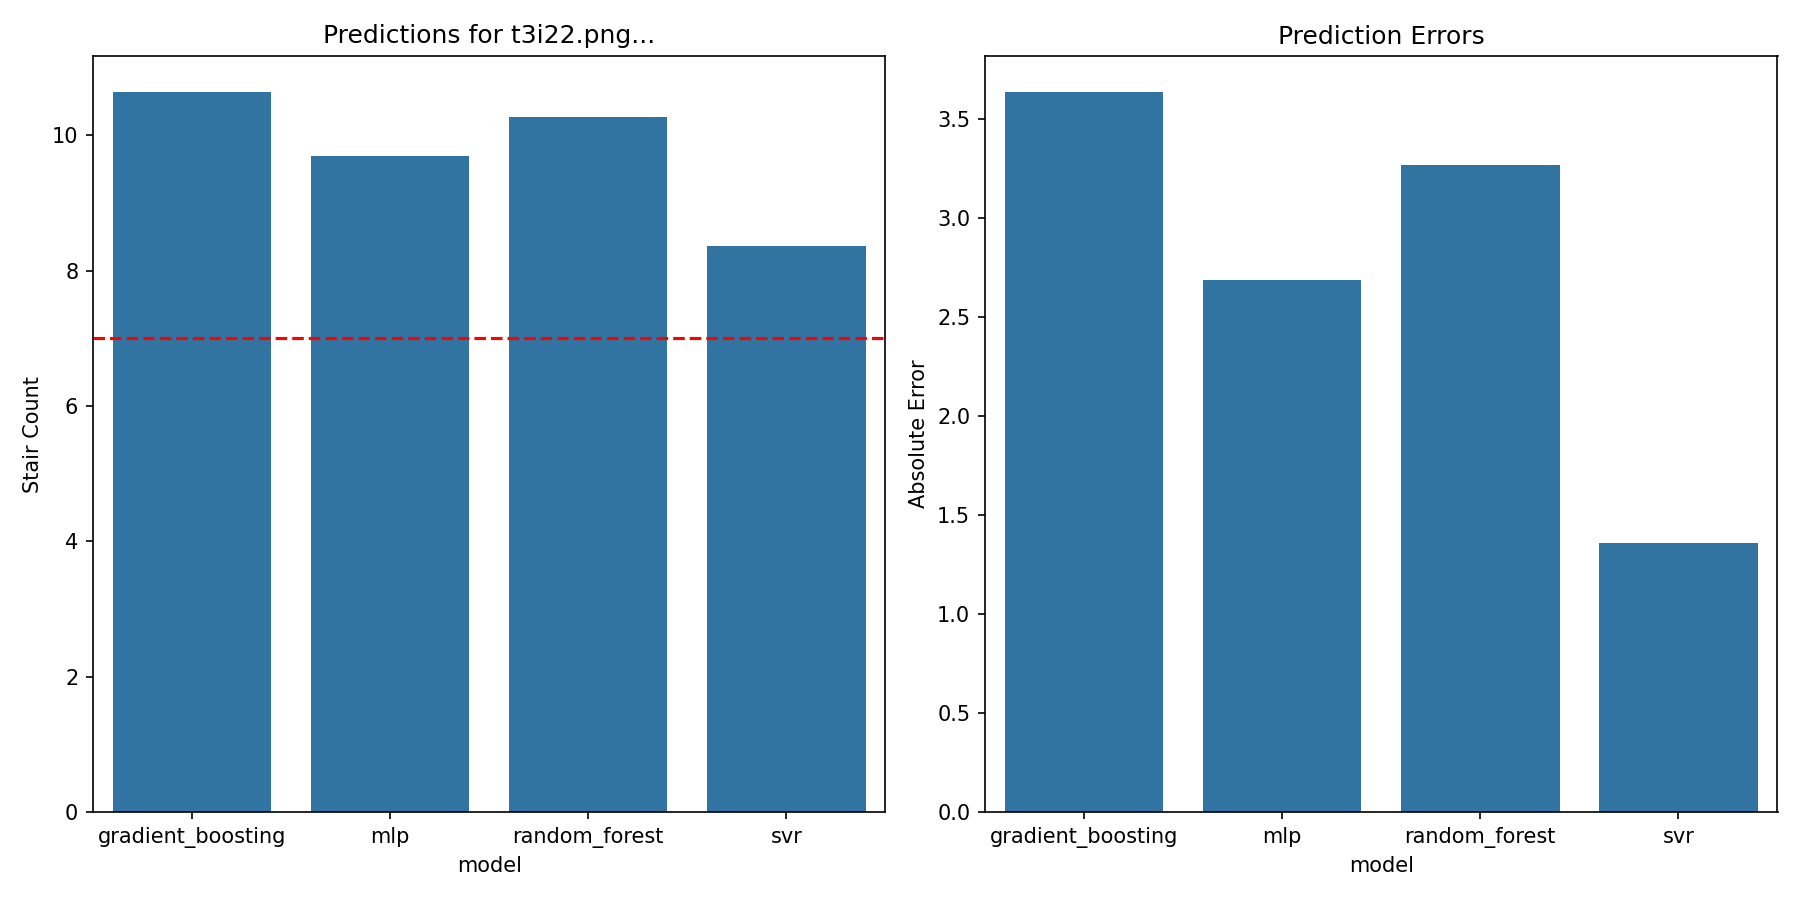 Predictions for t3i22.png...
Stair Count
10
8
6
4
2
0
gradient_boosting mlp random_forest svr
model
Prediction Errors
Absolute Error
3.5
3.0
2.5
2.0
1.5
1.0
0.5
0.0
gradient_boosting mlp random_forest svr
model